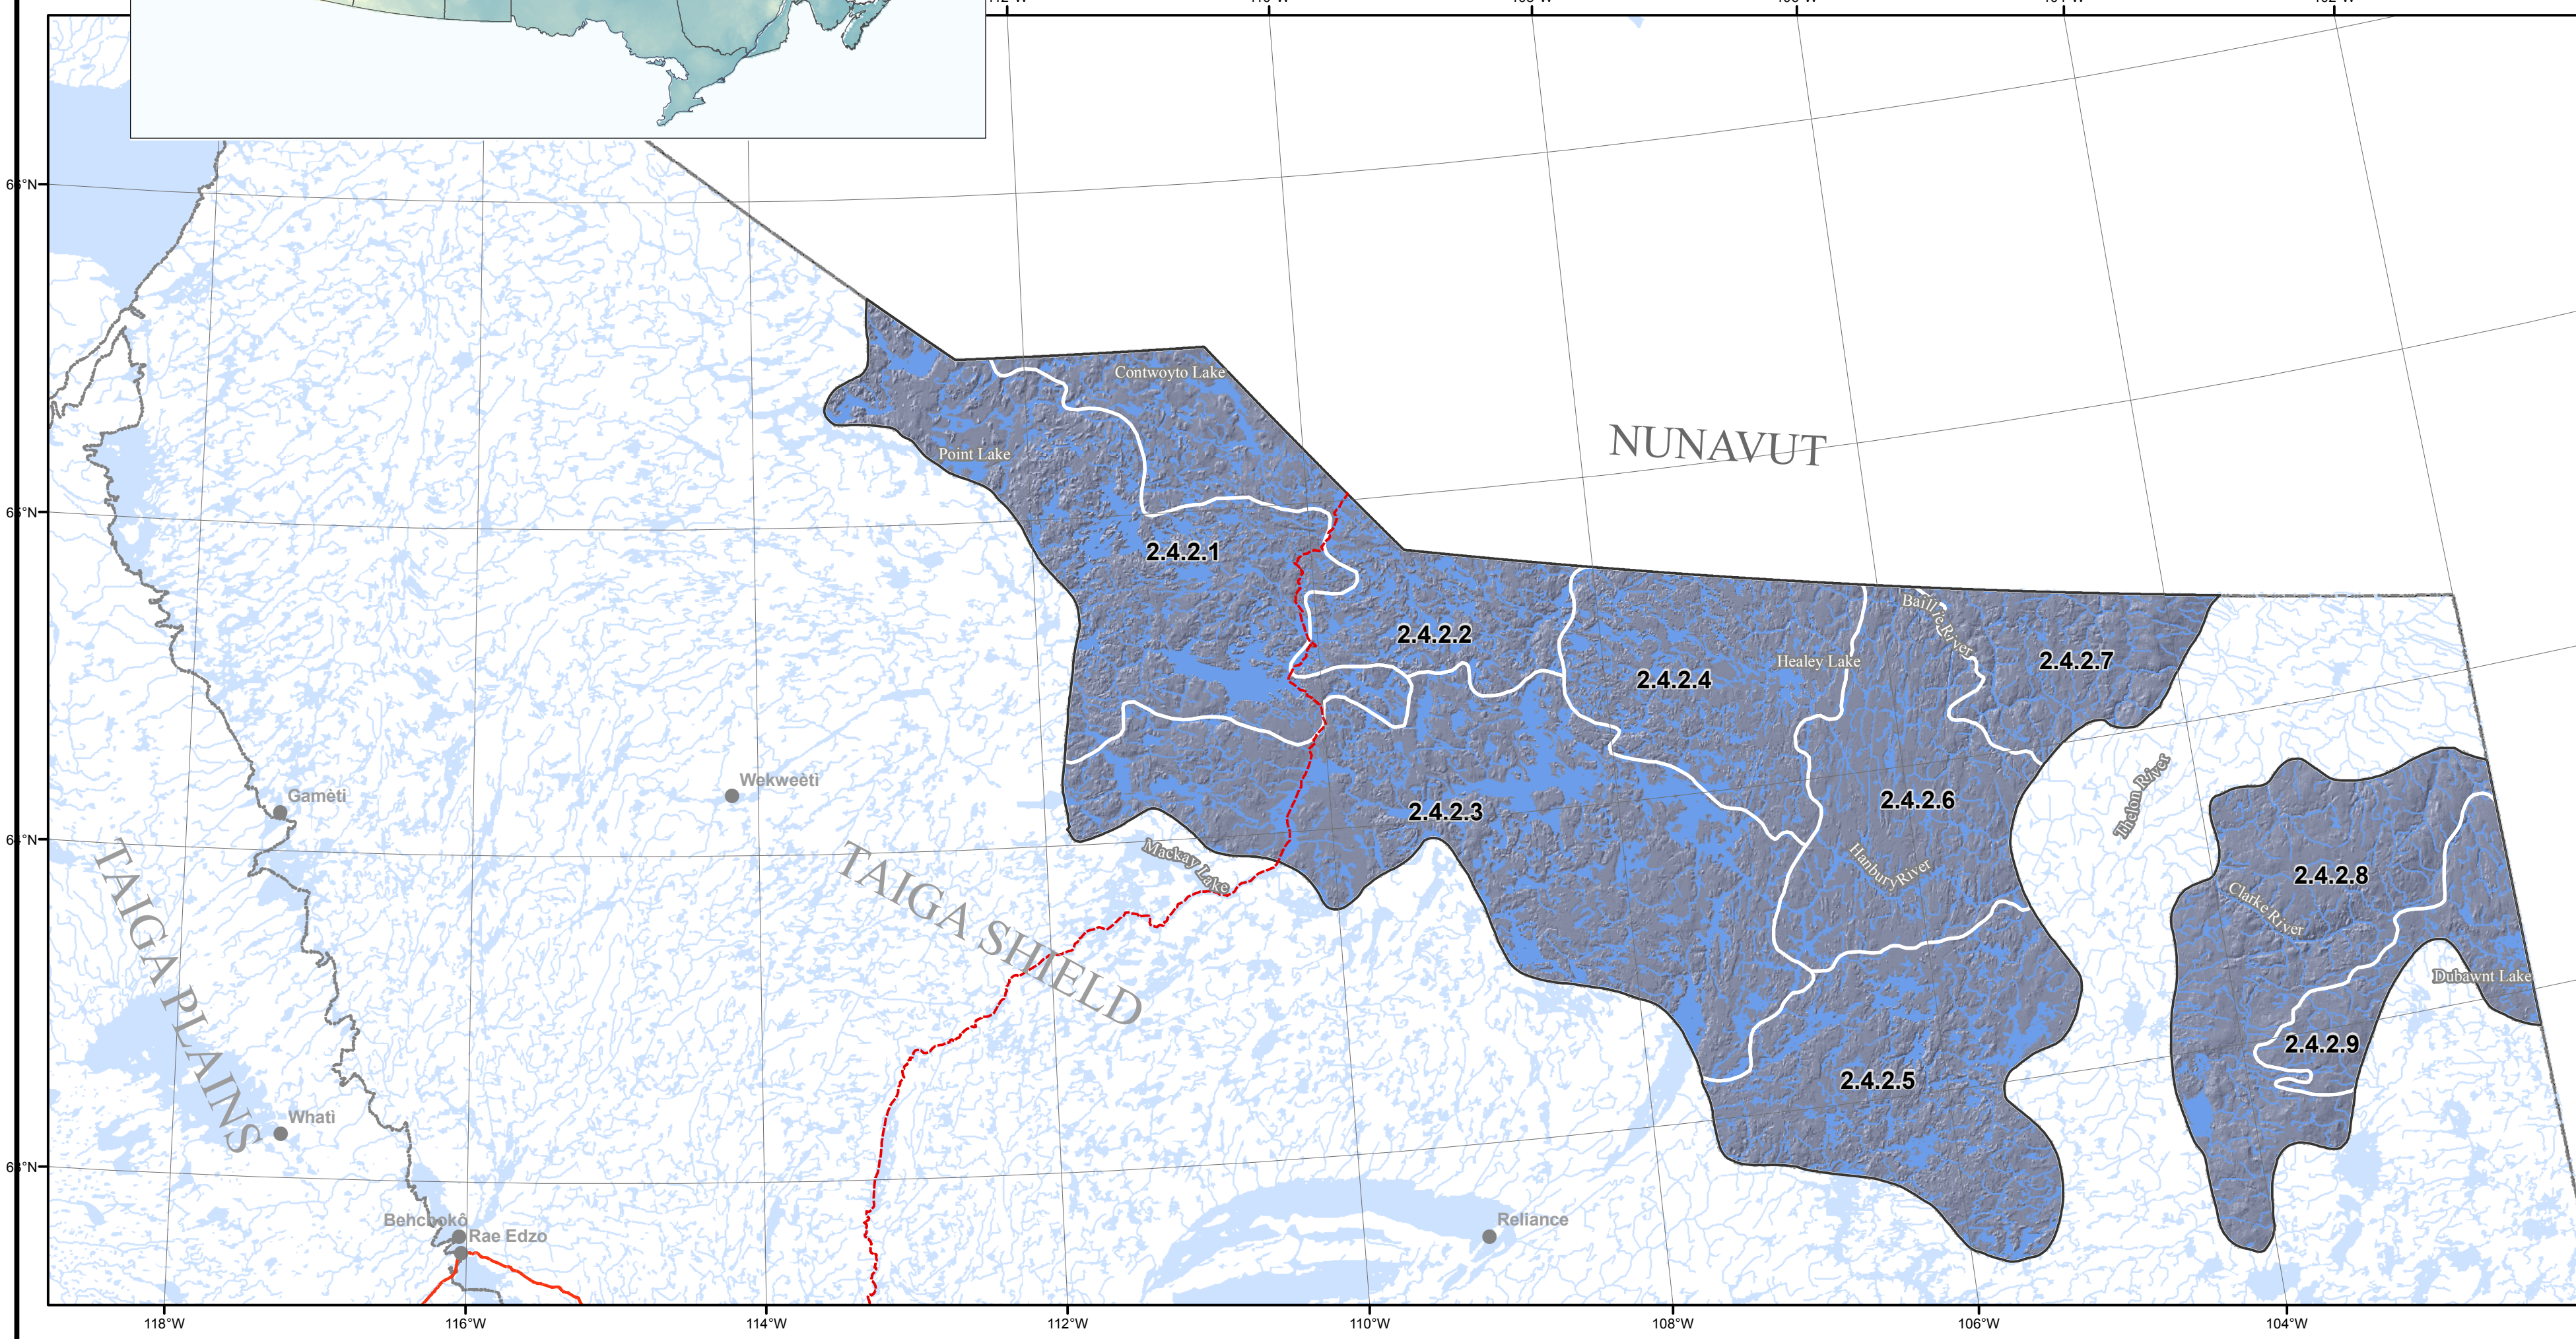 NUNAVUT
Contwoyto Lake
Point Lake
2.4.2.1
2.4.2.2
2.4.2.4
Healey Lake
Baillie River
2.4.2.7
2.4.2.3
2.4.2.6
Hanbury River
Thelon River
2.4.2.8
Clarke River
Dubawnt Lake
2.4.2.9
2.4.2.5
Mackay Lake
Wekweètì
Gamètì
TAIGA SHIELD
TAIGA PLAINS
Whatì
Behchokò
Rae Edzo
Reliance
118°W
116°W
114°W
112°W
110°W
108°W
106°W
104°W